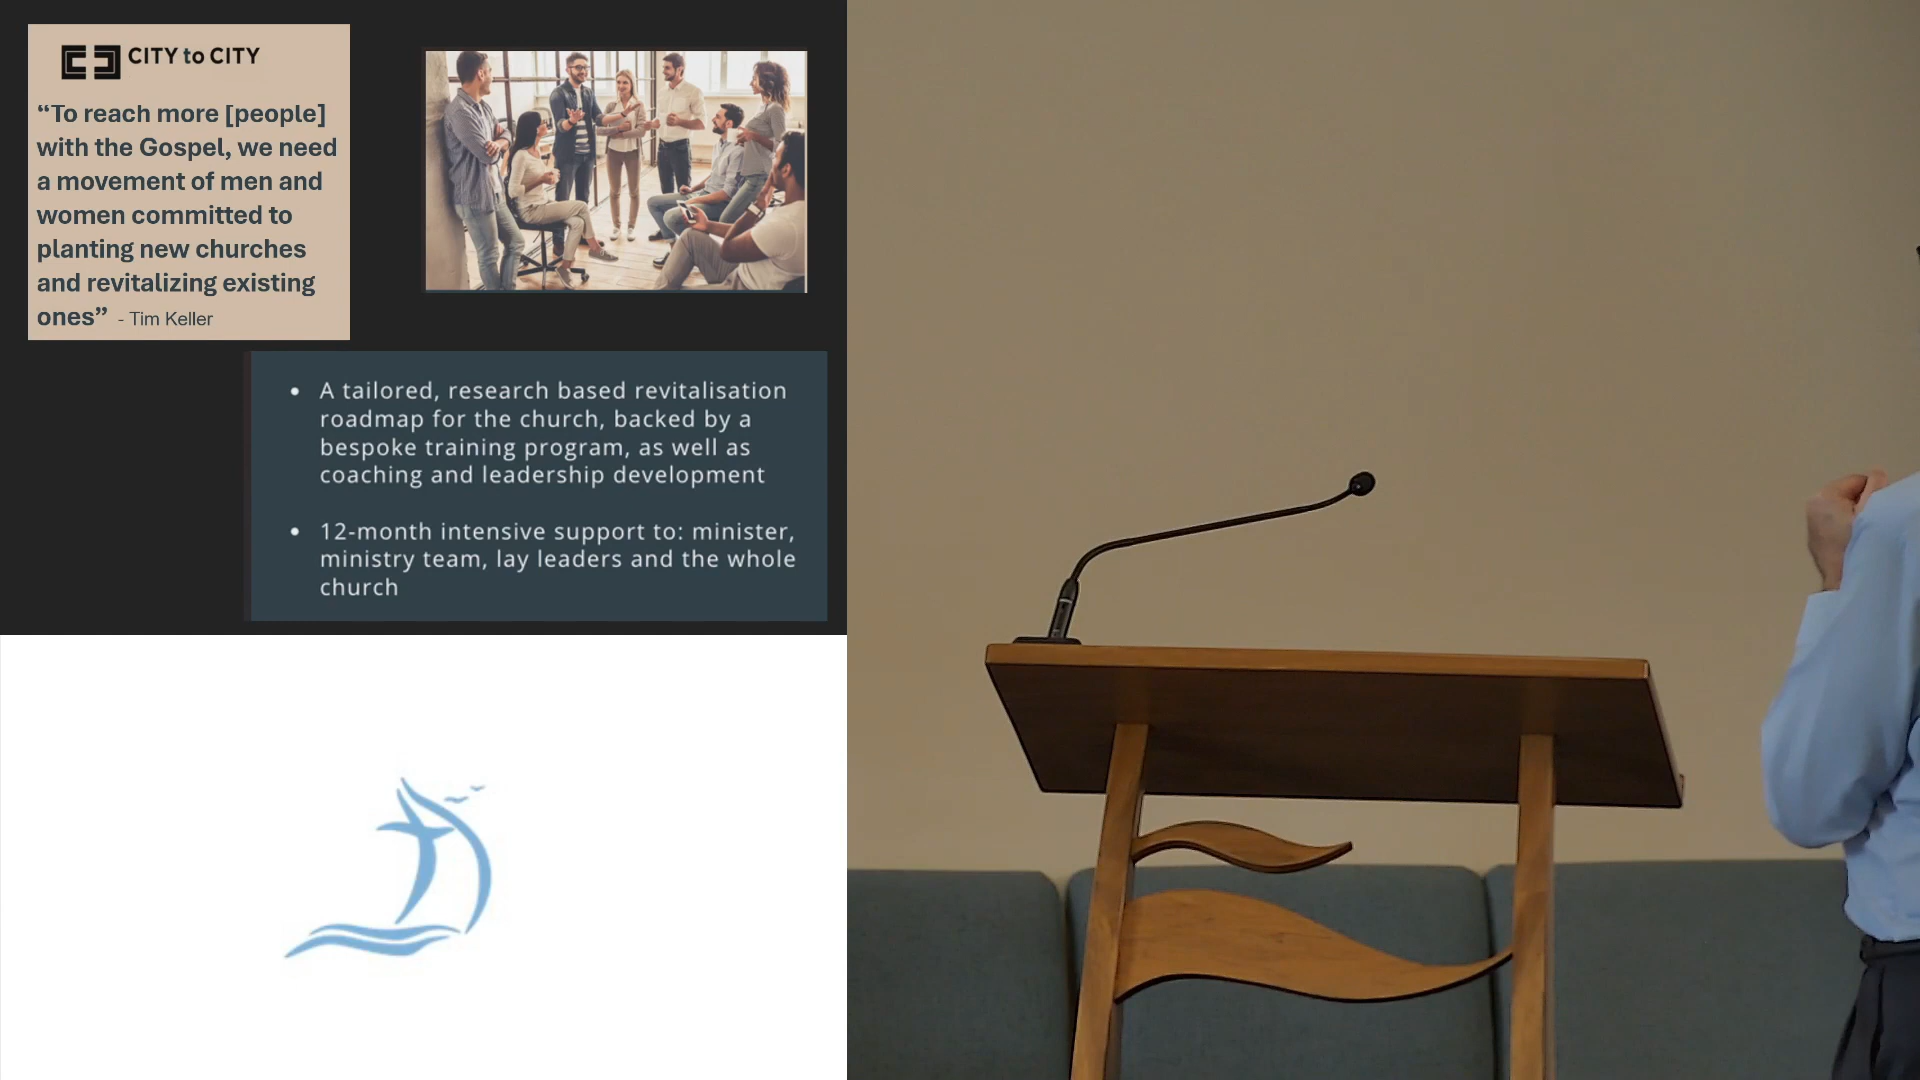 CITY to CITY
“To reach more [people]
with the Gospel, we need
a movement of men and
women committed to
planting new churches
and revitalizing existing
ones” - Tim Keller
• A tailored, research based revitalisation
roadmap for the church, backed by a
bespoke training program, as well as
coaching and leadership development
• 12-month intensive support to: minister,
ministry team, lay leaders and the whole
church